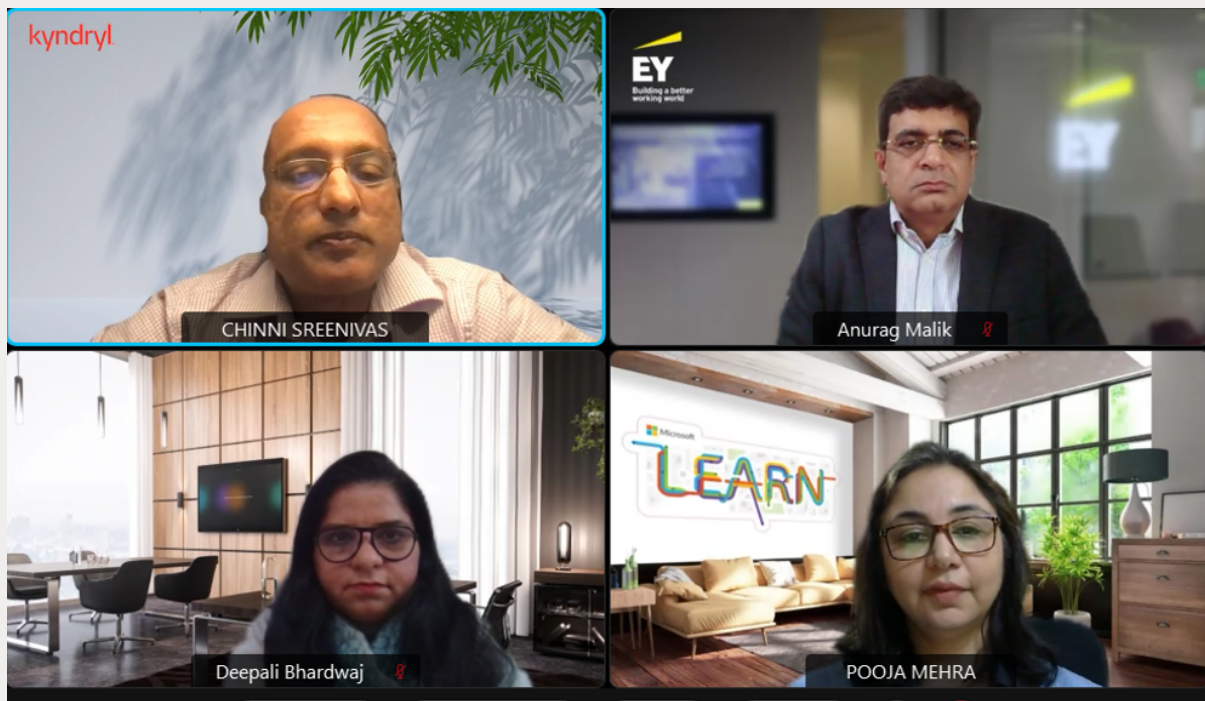 kyndryl
EY
Building a better
working world
EY
CHINNI SREENIVAS
Anurag Malik
Microsoft
LEARN
Deepali Bhardwaj
POOJA MEHRA